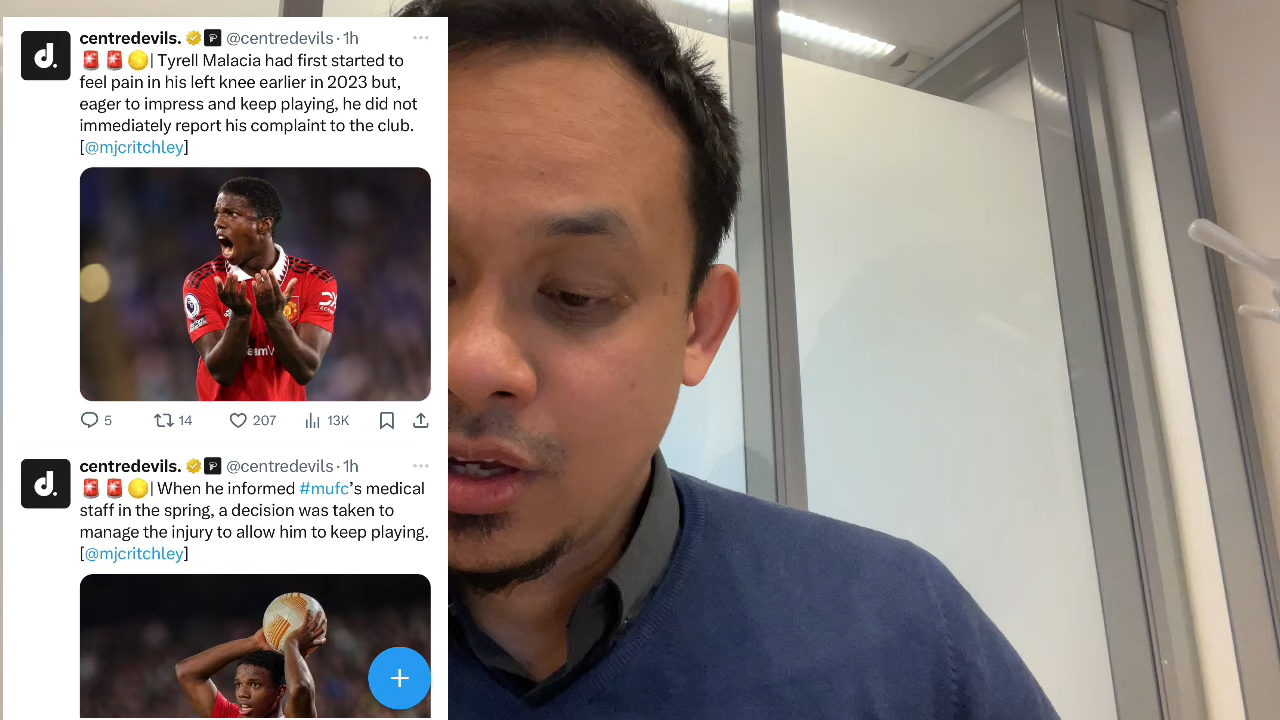 d.
centredevils. @centredevils · 1h
🚨 🚨 🟡| Tyrell Malacia had first started to
feel pain in his left knee earlier in 2023 but,
eager to impress and keep playing, he did not
immediately report his complaint to the club.
[@mjcritchley]
5 14 207 13K
d.
centredevils. @centredevils · 1h
🚨 🚨 🟡| When he informed #mufc's medical
staff in the spring, a decision was taken to
manage the injury to allow him to keep playing.
[@mjcritchley]